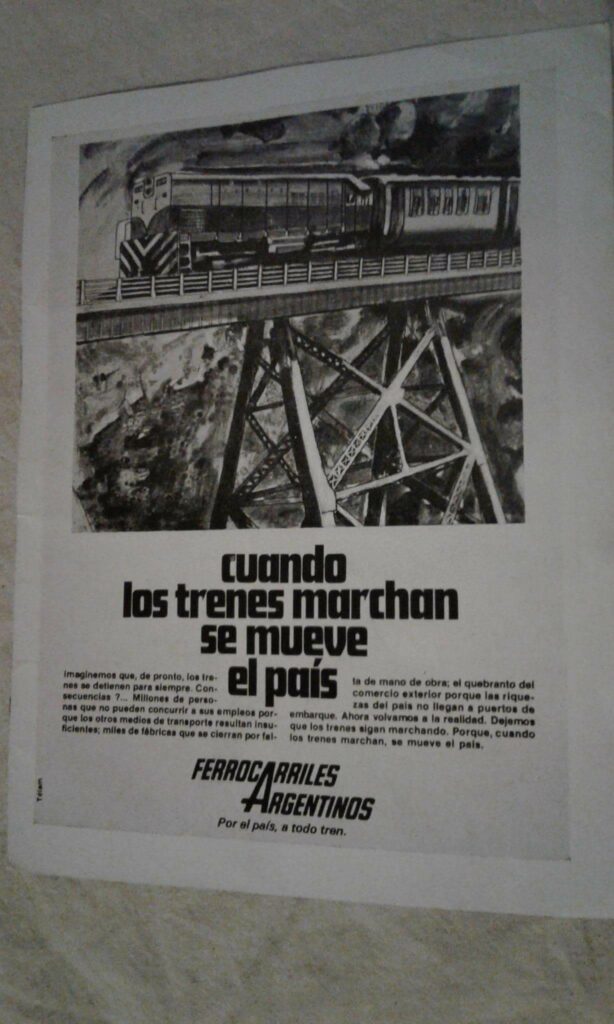 cuando
los trenes marchan
se mueve
el país
Imaginemos que, de pronto, los tre-
nes se detienen para siempre. Con-
secuencias ?... Millones de perso-
nas que no pueden concurrir a sus empleos por-
que los otros medios de transporte resultan insu-
ficientes; miles de fábricas que se cierran por fal-
ta de mano de obra; el quebranto del
comercio exterior porque las rique-
zas del país no llegan a puertos de
embarque. Ahora volvamos a la realidad. Dejemos
que los trenes sigan marchando. Porque, cuando
los trenes marchan, se mueve el país.
FERROCARRILES
ARGENTINOS
Por el país, a todo tren.